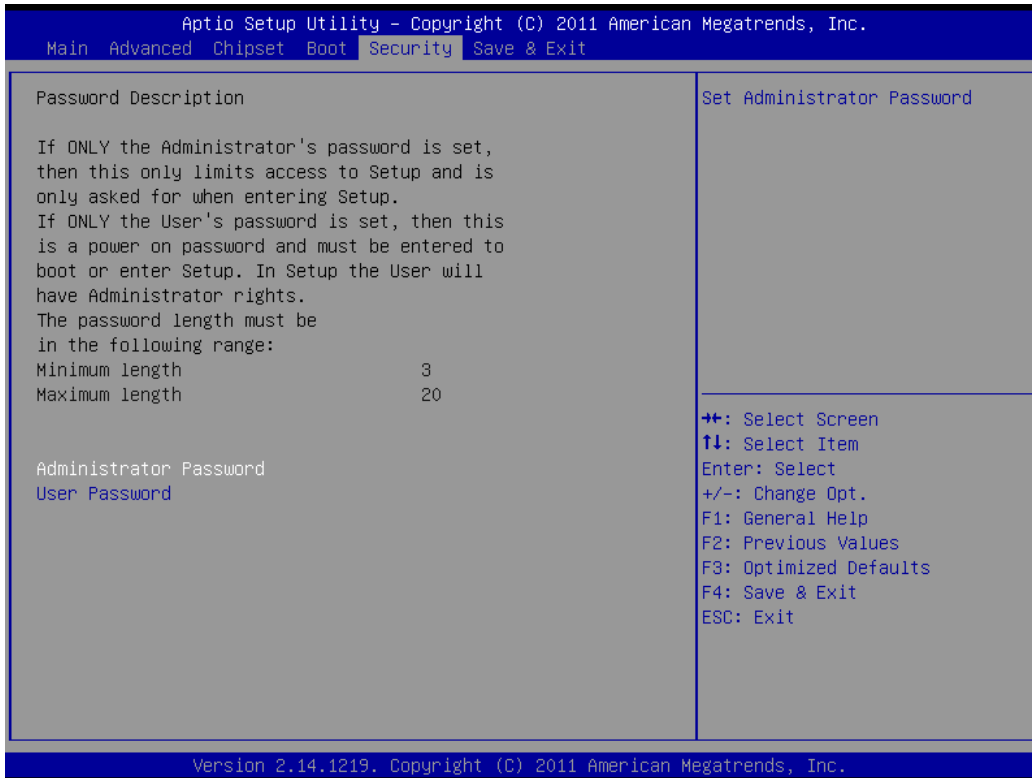 Aptio Setup Utility – Copyright (C) 2011 American Megatrends, Inc.
Main Advanced Chipset Boot Security Save & Exit
Password Description
If ONLY the Administrator's password is set,
then this only limits access to Setup and is
only asked for when entering Setup.
If ONLY the User's password is set, then this
is a power on password and must be entered to
boot or enter Setup. In Setup the User will
have Administrator rights.
The password length must be
in the following range:
Minimum length 3
Maximum length 20
Administrator Password
User Password
Set Administrator Password
→←: Select Screen
↑↓: Select Item
Enter: Select
+/-: Change Opt.
F1: General Help
F2: Previous Values
F3: Optimized Defaults
F4: Save & Exit
ESC: Exit
Version 2.14.1219. Copyright (C) 2011 American Megatrends, Inc.